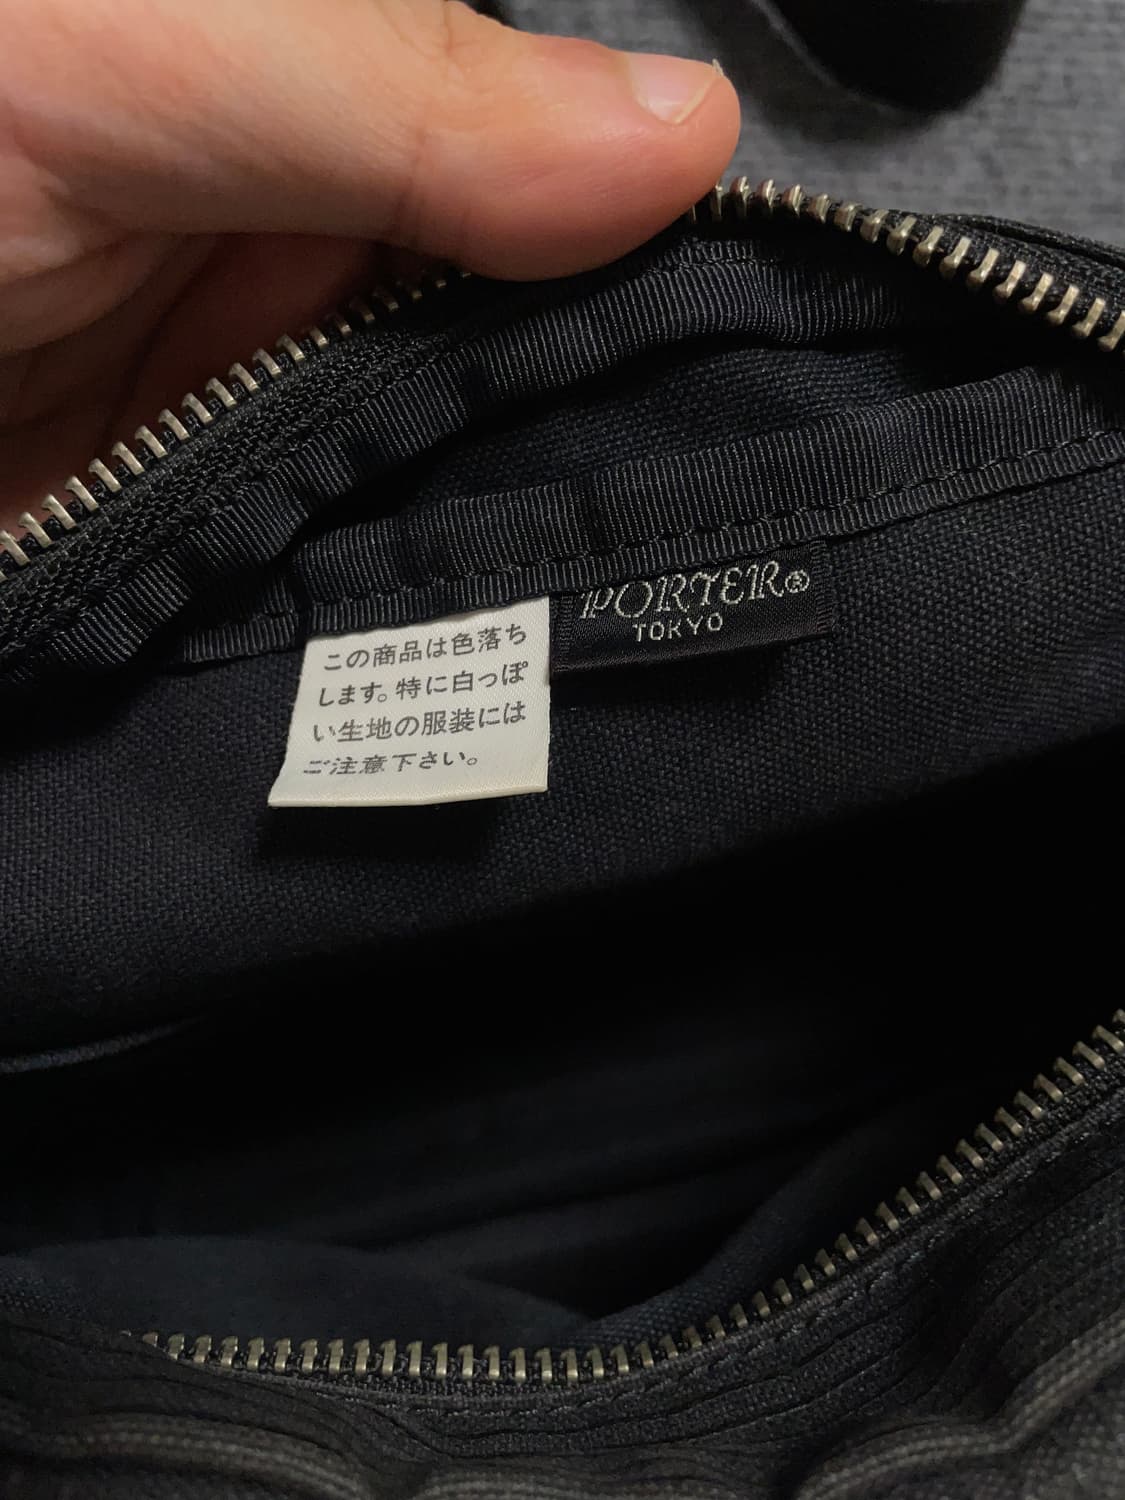 この商品は色落ち
します。特に白っぽ
い生地の服装には
ご注意下さい。
PORTER®
TOKYO